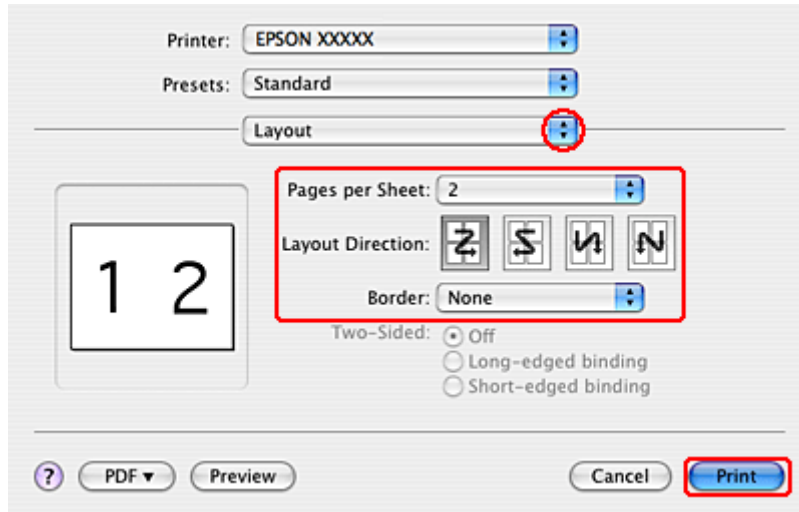 Printer: EPSON XXXXX
Presets: Standard
Layout
Pages per Sheet: 2
Layout Direction:
Border: None
1 2
Two-Sided: Off
Long-edged binding
Short-edged binding
? PDF ▼ Preview Cancel Print